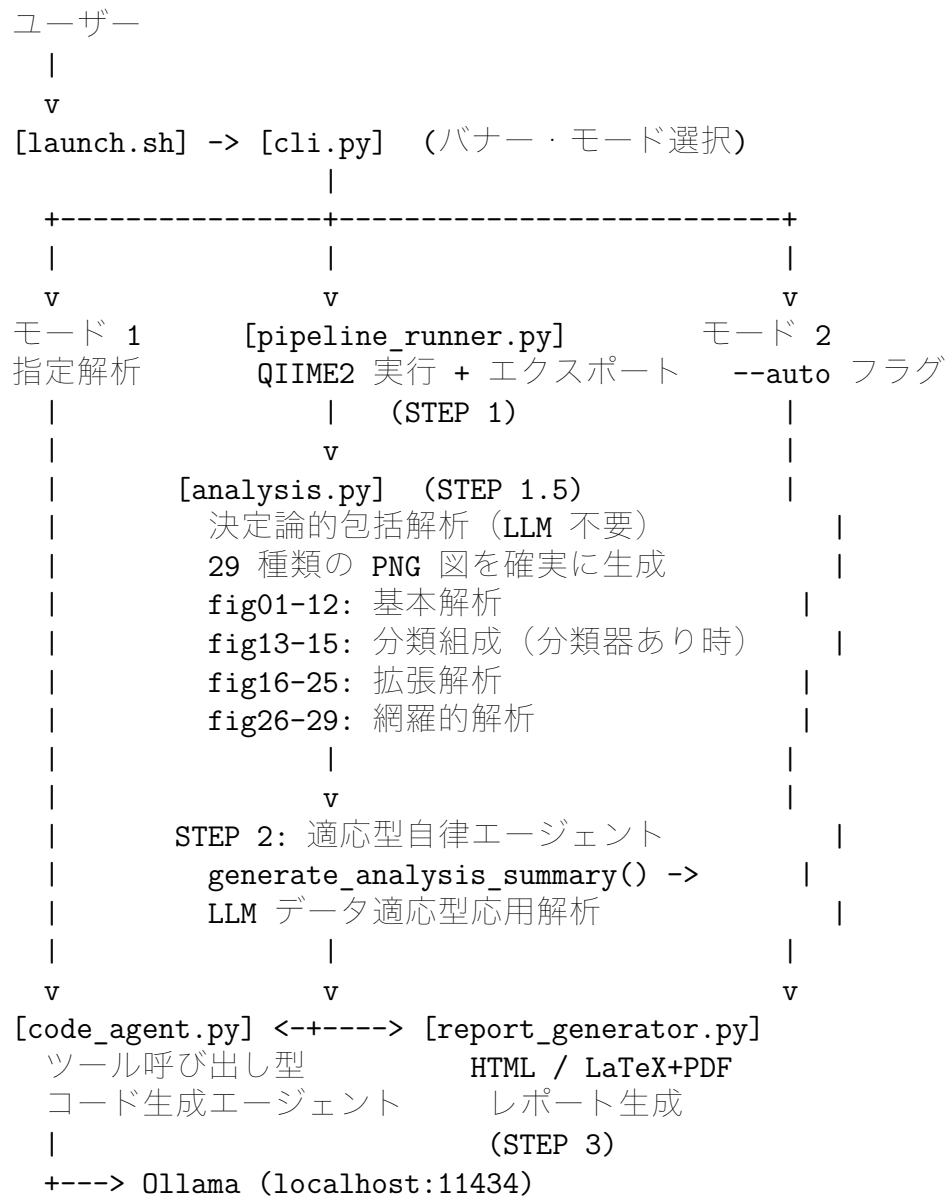 ユーザー
|
v
[launch.sh] -> [cli.py] (バナー・モード選択)
|
+----------------+---------------------------+
| | |
v v v
モード 1 [pipeline_runner.py] モード 2
指定解析 QIIME2 実行 + エクスポート --auto フラグ
| | (STEP 1) |
| v |
| [analysis.py] (STEP 1.5) |
| 決定論的包括解析（LLM 不要） |
| 29 種類の PNG 図を確実に生成 |
| fig01-12: 基本解析 |
| fig13-15: 分類組成（分類器あり時） |
| fig16-25: 拡張解析 |
| fig26-29: 網羅的解析 |
| | |
| v |
| STEP 2: 適応型自律エージェント |
| generate_analysis_summary() -> |
| LLM データ適応型応用解析 |
| | |
v v v
[code_agent.py] <-+----> [report_generator.py]
ツール呼び出し型 HTML / LaTeX+PDF
コード生成エージェント レポート生成
| (STEP 3)
+---> Ollama (localhost:11434)